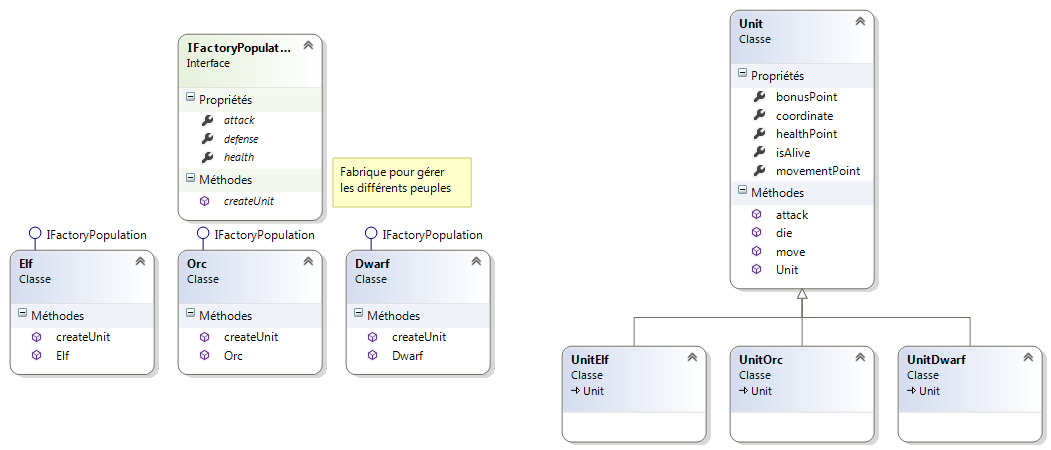 IFactoryPopulat...
Interface
Propriétés
attack
defense
health
Méthodes
createUnit
Fabrique pour gérer
les différents peuples
IFactoryPopulation
Elf
Classe
Méthodes
createUnit
Elf
IFactoryPopulation
Orc
Classe
Méthodes
createUnit
Orc
IFactoryPopulation
Dwarf
Classe
Méthodes
createUnit
Dwarf
Unit
Classe
Propriétés
bonusPoint
coordinate
healthPoint
isAlive
movementPoint
Méthodes
attack
die
move
Unit
UnitElf
Classe
Unit
UnitOrc
Classe
Unit
UnitDwarf
Classe
Unit